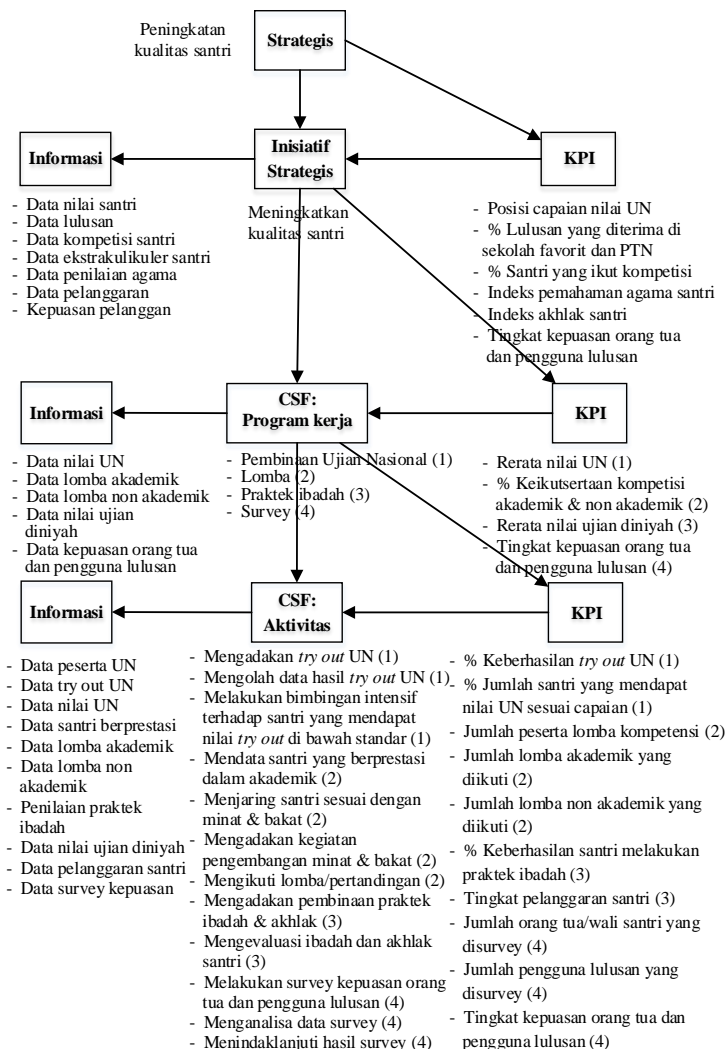 Peningkatan
kualitas santri
Strategis
Informasi
Inisiatif
Strategis
KPI
- Data nilai santri
- Data lulusan
- Data kompetisi santri
- Data ekstrakulikuler santri
- Data penilaian agama
- Data pelanggaran
- Kepuasan pelanggan
Meningkatkan
kualitas santri
- Posisi capaian nilai UN
- % Lulusan yang diterima di
sekolah favorit dan PTN
- % Santri yang ikut kompetisi
- Indeks pemahaman agama santri
- Indeks akhlak santri
- Tingkat kepuasan orang tua
dan pengguna lulusan
Informasi
CSF:
Program kerja
KPI
- Data nilai UN
- Data lomba akademik
- Data lomba non akademik
- Data nilai ujian
diniyah
- Data kepuasan orang tua
dan pengguna lulusan
- Pembinaan Ujian Nasional (1)
- Lomba (2)
- Praktek ibadah (3)
- Survey (4)
- Rerata nilai UN (1)
- % Keikutsertaan kompetisi
akademik & non akademik (2)
- Rerata nilai ujian diniyah (3)
- Tingkat kepuasan orang tua
dan pengguna lulusan (4)
Informasi
CSF:
Aktivitas
KPI
- Data peserta UN
- Data try out UN
- Data nilai UN
- Data santri berprestasi
- Data lomba akademik
- Data lomba non
akademik
- Penilaian praktek
ibadah
- Data nilai ujian diniyah
- Data pelanggaran santri
- Data survey kepuasan
- Mengadakan try out UN (1)
- Mengolah data hasil try out UN (1)
- Melakukan bimbingan intensif
terhadap santri yang mendapat
nilai try out di bawah standar (1)
- Mendata santri yang berprestasi
dalam akademik (2)
- Menjaring santri sesuai dengan
minat & bakat (2)
- Mengadakan kegiatan
pengembangan minat & bakat (2)
- Mengikuti lomba/pertandingan (2)
- Mengadakan pembinaan praktek
ibadah & akhlak (3)
- Mengevaluasi ibadah dan akhlak
santri (3)
- Melakukan survey kepuasan orang
tua dan pengguna lulusan (4)
- Menganalisa data survey (4)
- Menindaklanjuti hasil survey (4)
- % Keberhasilan try out UN (1)
- % Jumlah santri yang mendapat
nilai UN sesuai capaian (1)
- Jumlah peserta lomba kompetensi (2)
- Jumlah lomba akademik yang
diikuti (2)
- Jumlah lomba non akademik yang
diikuti (2)
- % Keberhasilan santri melakukan
praktek ibadah (3)
- Tingkat pelanggaran santri (3)
- Jumlah orang tua/wali santri yang
disurvey (4)
- Jumlah pengguna lulusan yang
disurvey (4)
- Tingkat kepuasan orang tua dan
pengguna lulusan (4)